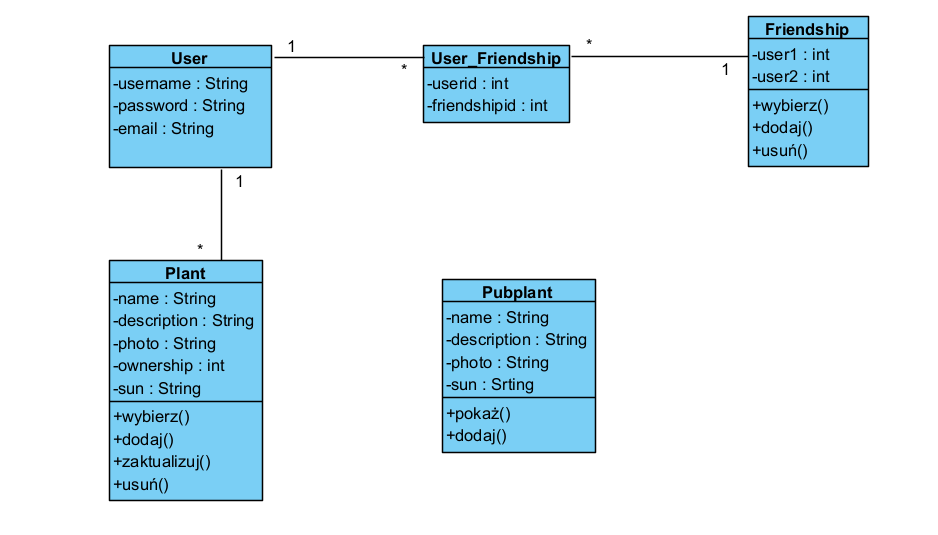 User
-username : String
-password : String
-email : String
1
*
User_Friendship
-userid : int
-friendshipid : int
*
1
Friendship
-user1 : int
-user2 : int
+wybierz()
+dodaj()
+usuń()
1
*
Plant
-name : String
-description : String
-photo : String
-ownership : int
-sun : String
+wybierz()
+dodaj()
+zaktualizuj()
+usuń()
Pubplant
-name : String
-description : String
-photo : String
-sun : Srting
+pokaż()
+dodaj()